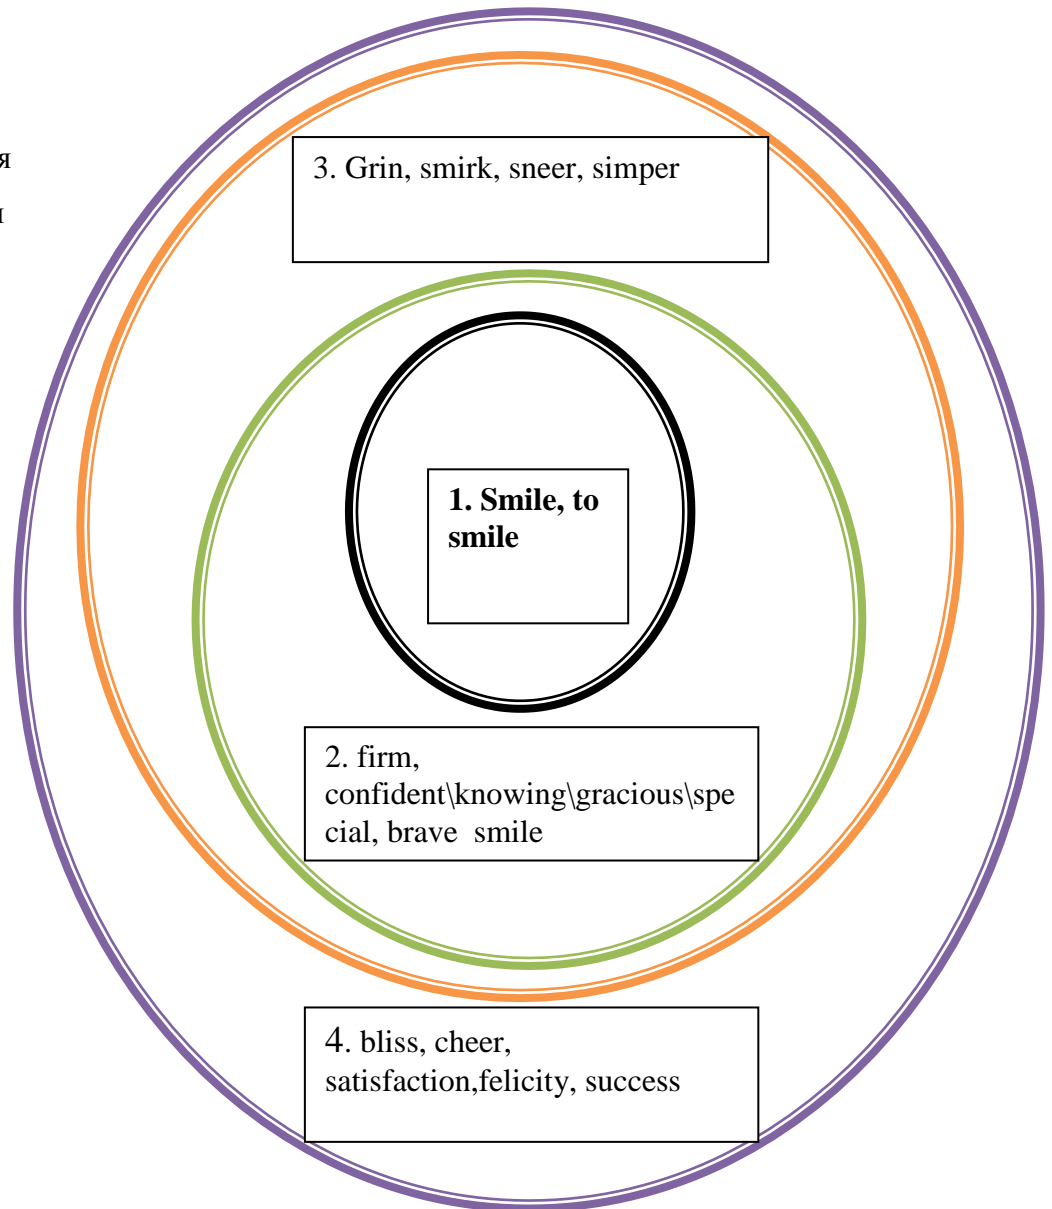 я
3. Grin, smirk, sneer, simper
1. Smile, to
smile
2. firm,
confident\knowing\gracious\spe
cial, brave  smile
4. bliss, cheer,
satisfaction,felicity, success